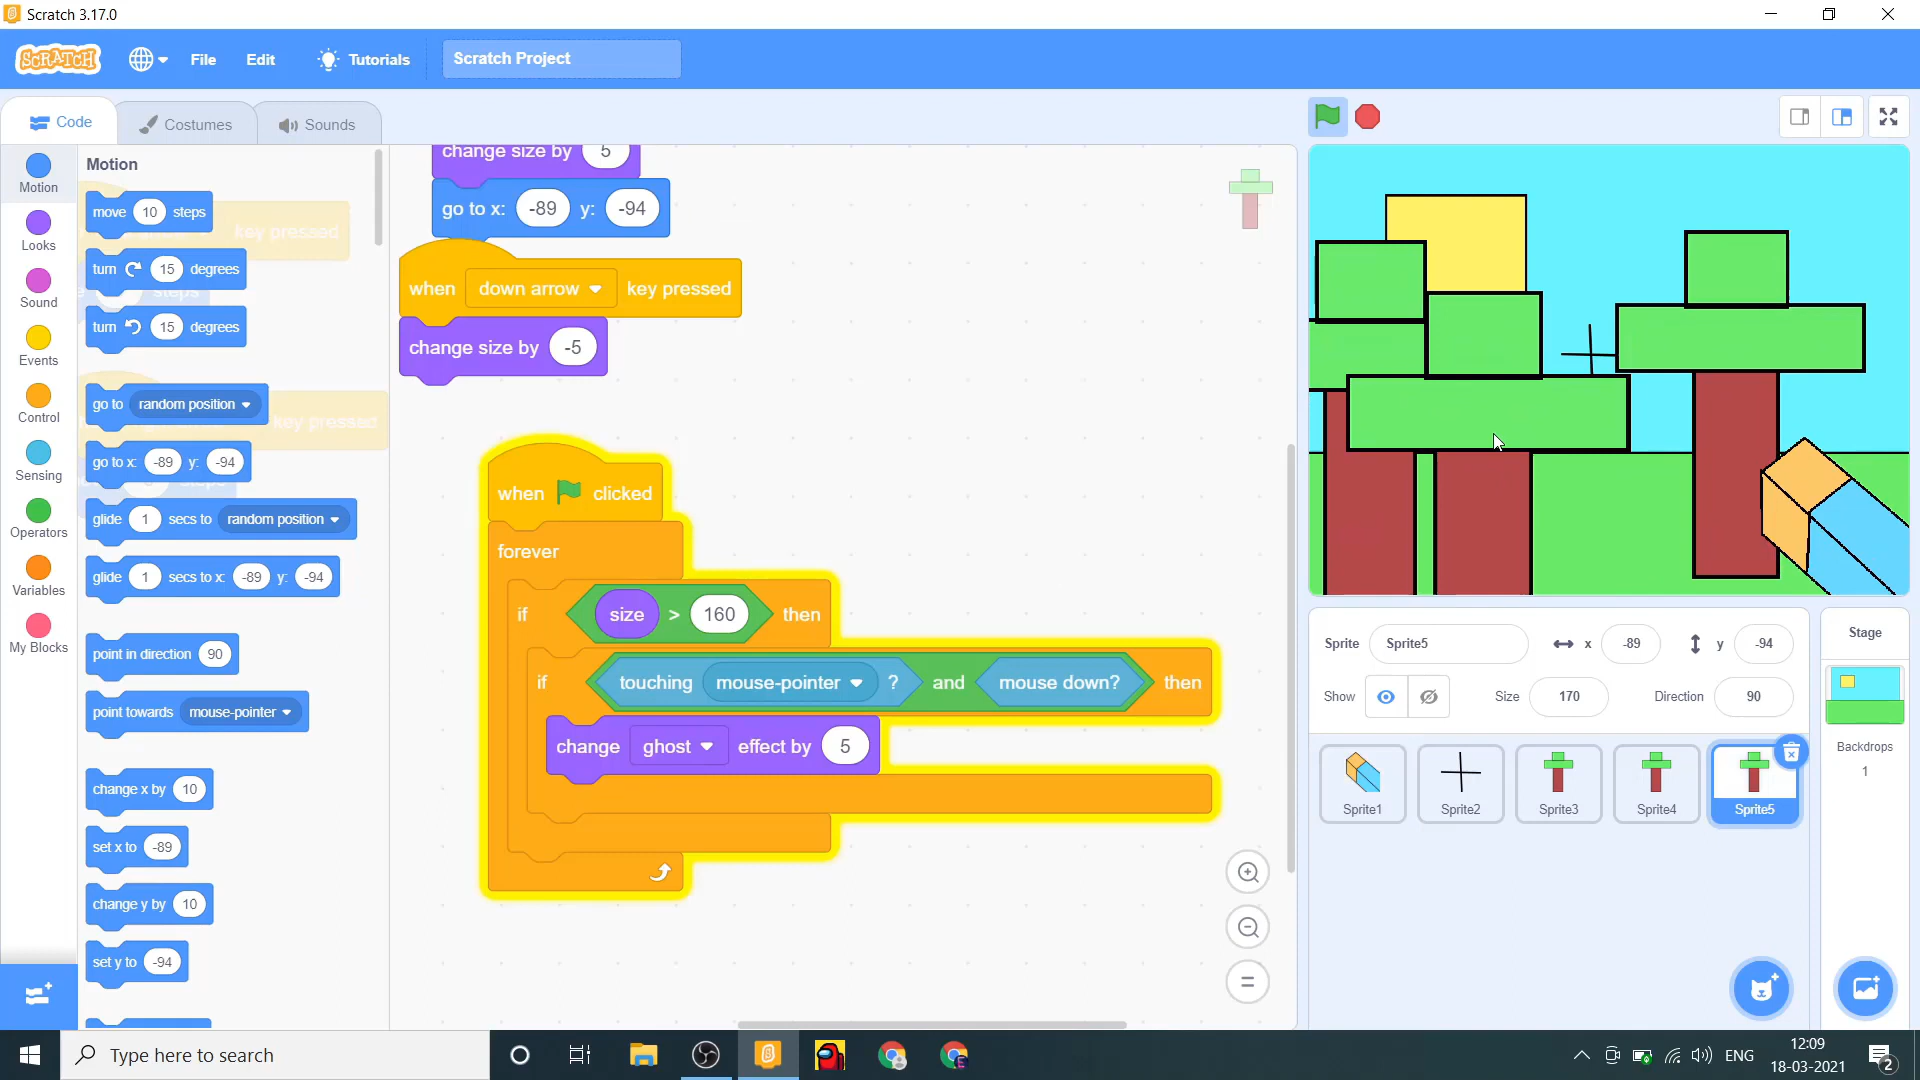 Scratch 3.17.0
SCRATCH File Edit Tutorials Scratch Project
Code Costumes Sounds
Motion
Looks
Sound
Events
Control
Sensing
Operators
Variables
My Blocks
Motion
key pressed
move 10 steps
turn 15 degrees
steps
turn 15 degrees
go to random position
key pressed
go to x: -89 y: -94
glide 1 secs to random position
glide 1 secs to x: -89 y: -94
point in direction 90
point towards mouse-pointer
change x by 10
set x to -89
change y by 10
set y to -94
change size by 5
go to x: -89 y: -94
when down arrow key pressed
change size by -5
when clicked
forever
if size > 160 then
if touching mouse-pointer ? and mouse down? then
change ghost effect by 5
Sprite Sprite5 x -89 y -94
Show Size 170 Direction 90
Sprite1 Sprite2 Sprite3 Sprite4 Sprite5
Stage
Backdrops
1
Type here to search
ENG
12:09
18-03-2021
2